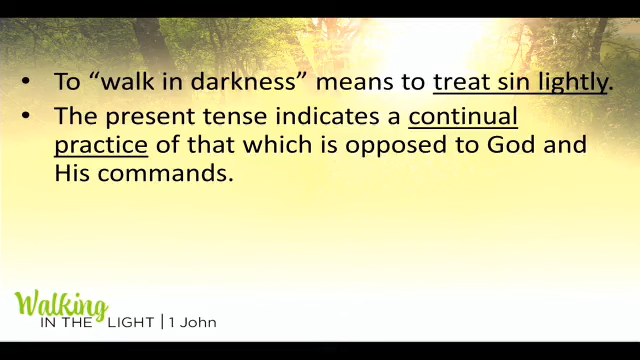 • To “walk in darkness” means to treat sin lightly.
• The present tense indicates a continual
practice of that which is opposed to God and
His commands.
Walking
IN THE LIGHT | 1 John